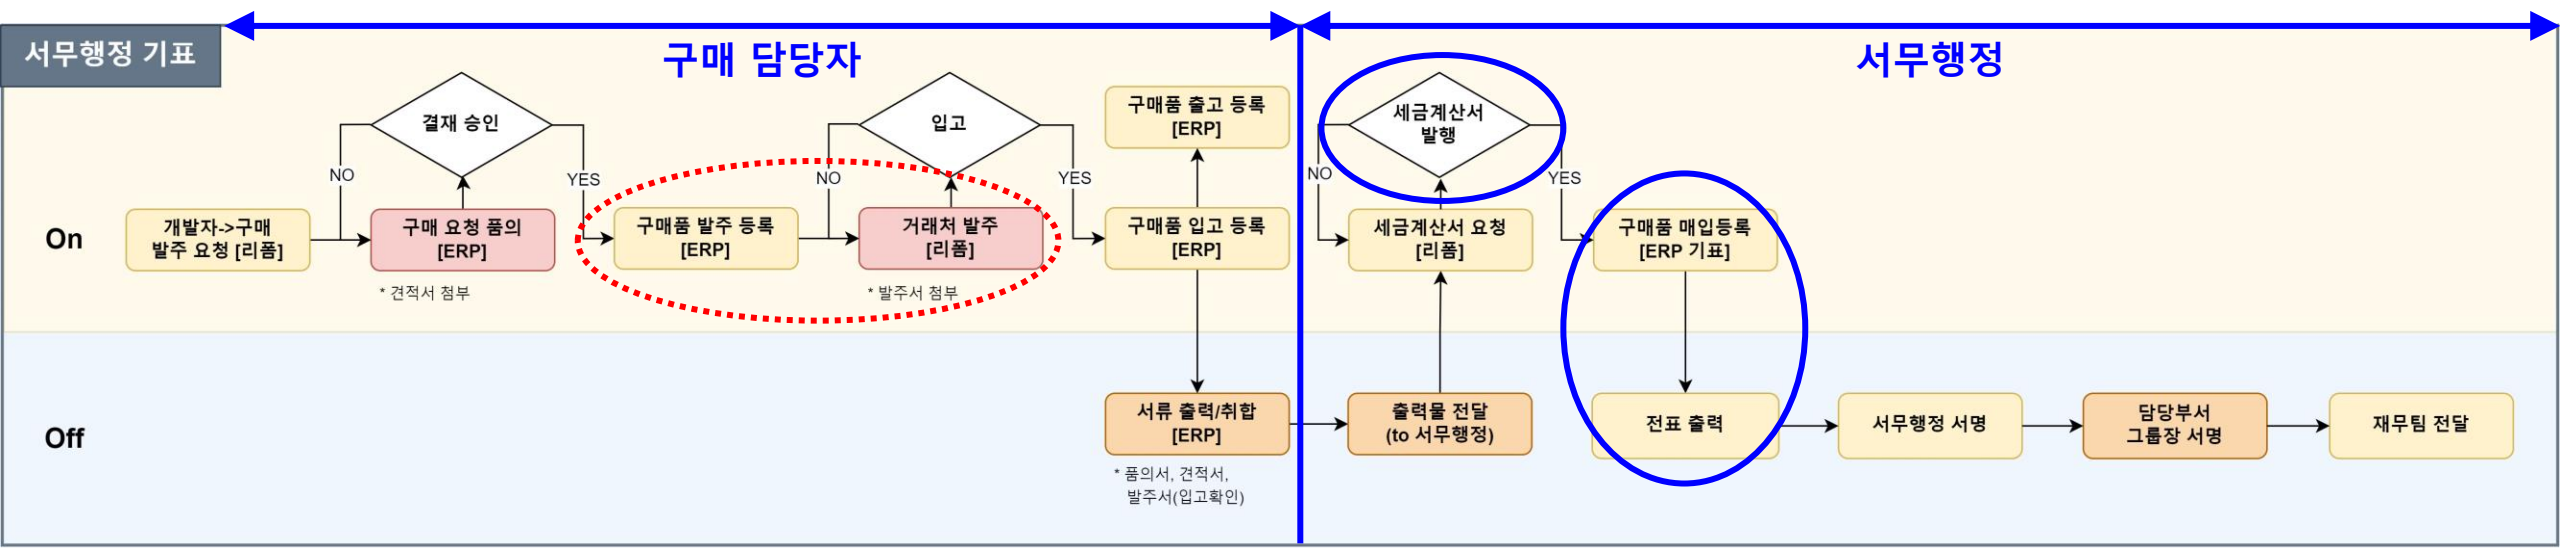 서무행정 기표
구매 담당자
서무행정
On
개발자->구매
발주 요청 [리폼]
NO
결재 승인
구매 요청 품의
[ERP]
* 견적서 첨부
YES
구매품 발주 등록
[ERP]
NO
입고
거래처 발주
[리폼]
* 발주서 첨부
YES
구매품 출고 등록
[ERP]
구매품 입고 등록
[ERP]
NO
세금계산서
발행
세금계산서 요청
[리폼]
YES
구매품 매입등록
[ERP 기표]
Off
서류 출력/취합
[ERP]
* 품의서, 견적서,
발주서(입고확인)
출력물 전달
(to 서무행정)
전표 출력
서무행정 서명
담당부서
그룹장 서명
재무팀 전달